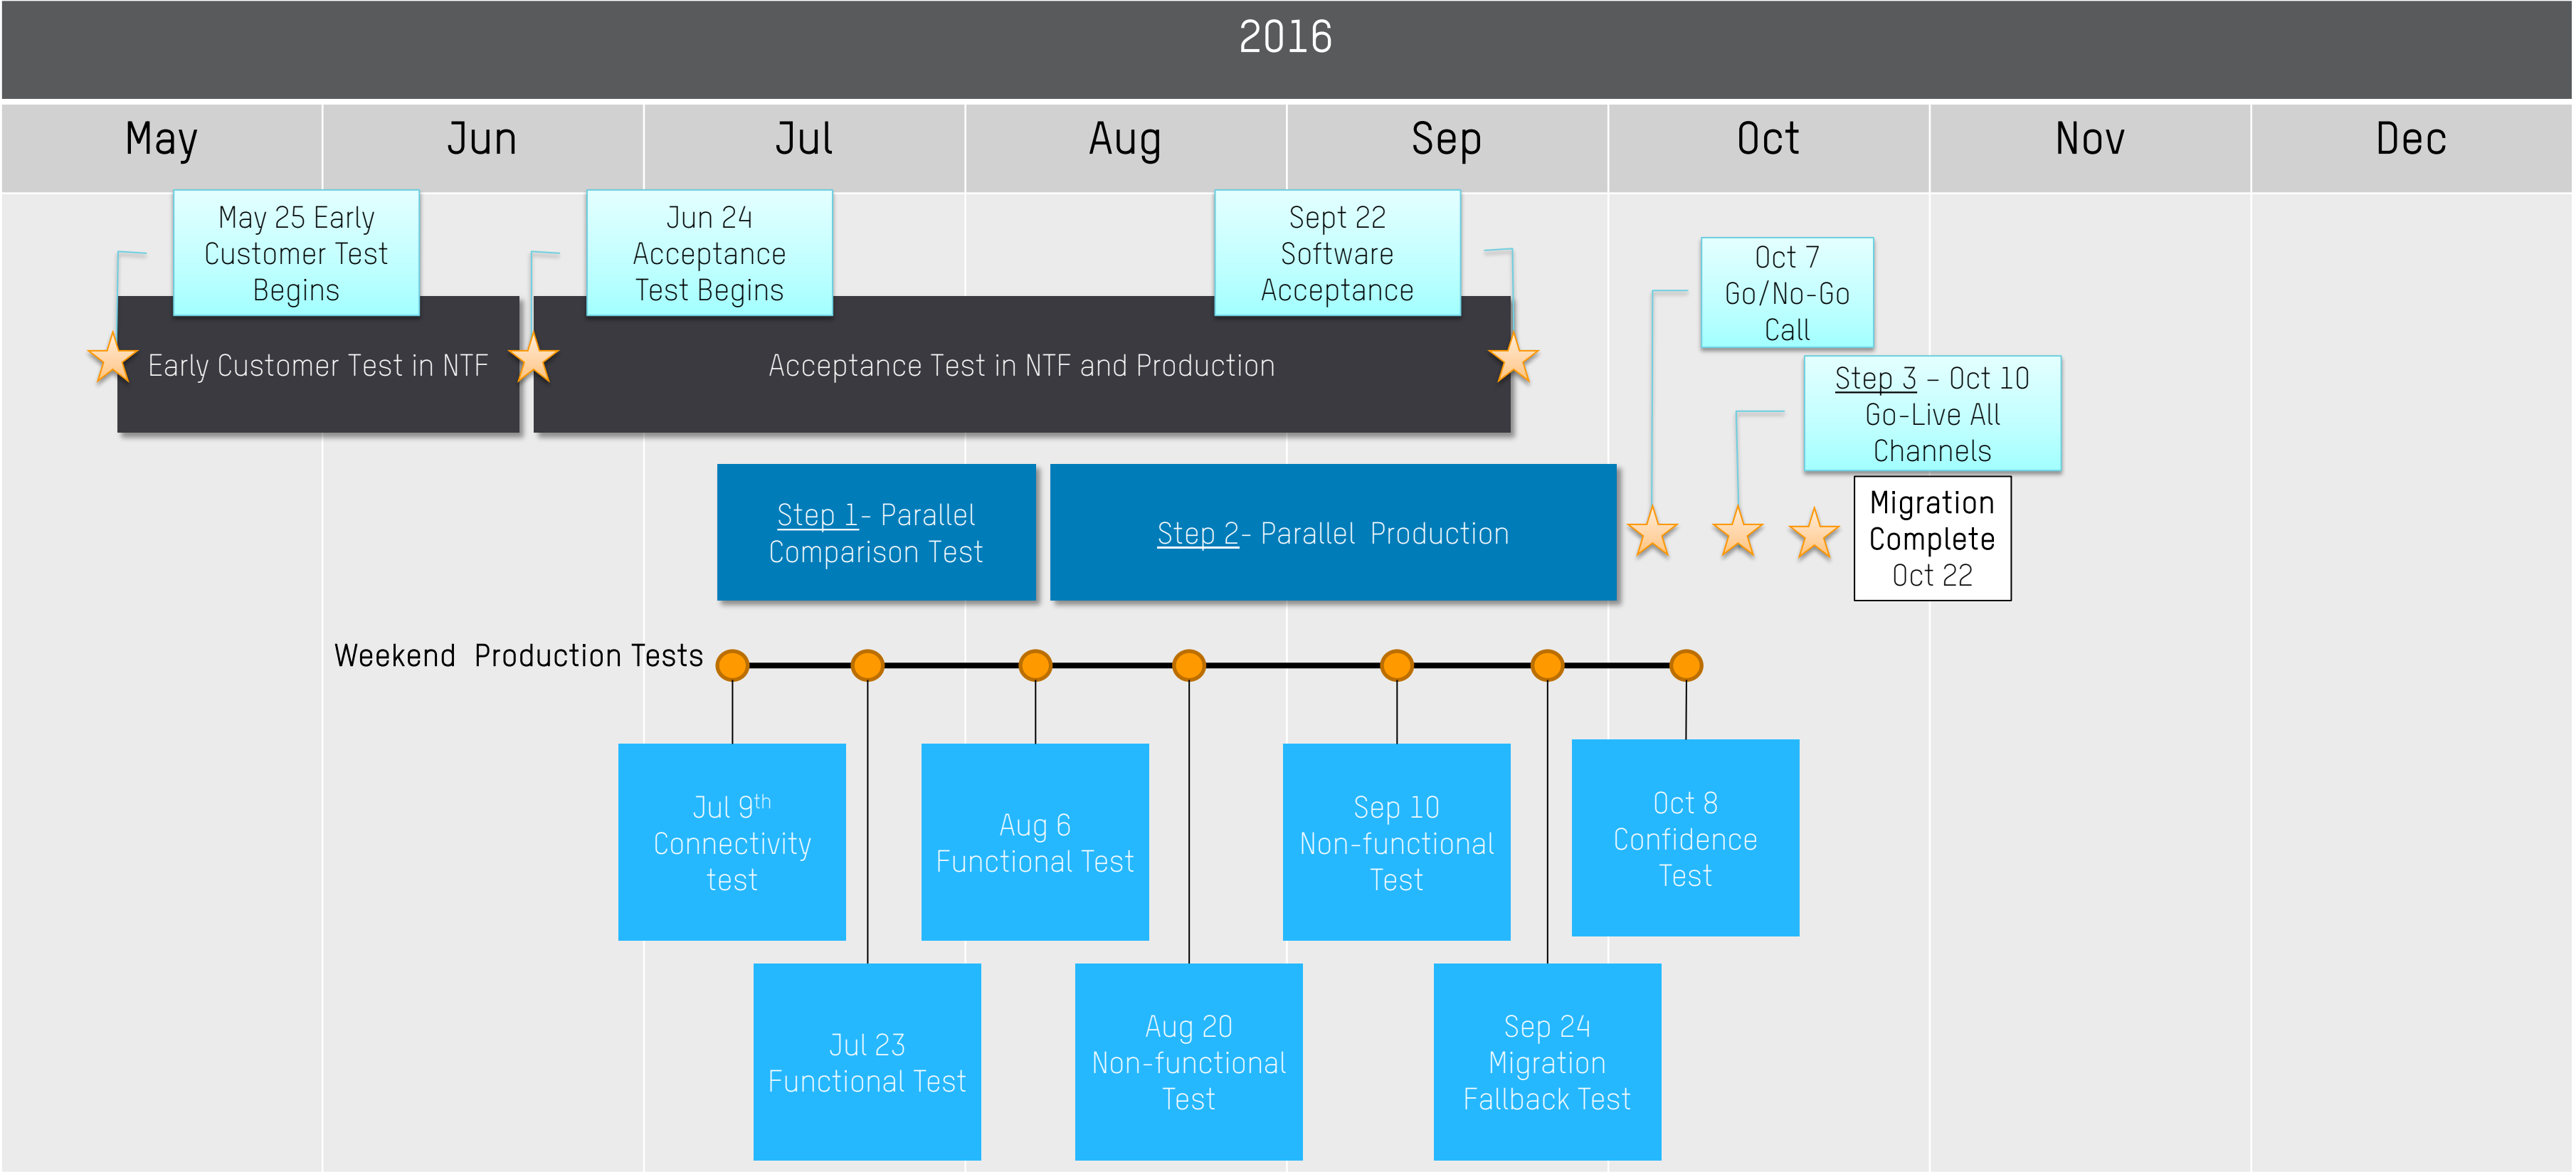 2016
May
Jun
Jul
Aug
Sep
Oct
Nov
Dec
May 25 Early
Customer Test
Begins
Jun 24
Acceptance
Test Begins
Sept 22
Software
Acceptance
Oct 7
Go/No-Go
Call
Early Customer Test in NTF
Acceptance Test in NTF and Production
Step 3 – Oct 10
Go-Live All
Channels
Step 1- Parallel
Comparison Test
Step 2- Parallel  Production
Migration
Complete
Oct 22
Weekend  Production Tests
Jul 9th
Connectivity
test
Aug 6
Functional Test
Sep 10
Non-functional
Test
Oct 8
Confidence
Test
Jul 23
Functional Test
Aug 20
Non-functional
Test
Sep 24
Migration
Fallback Test